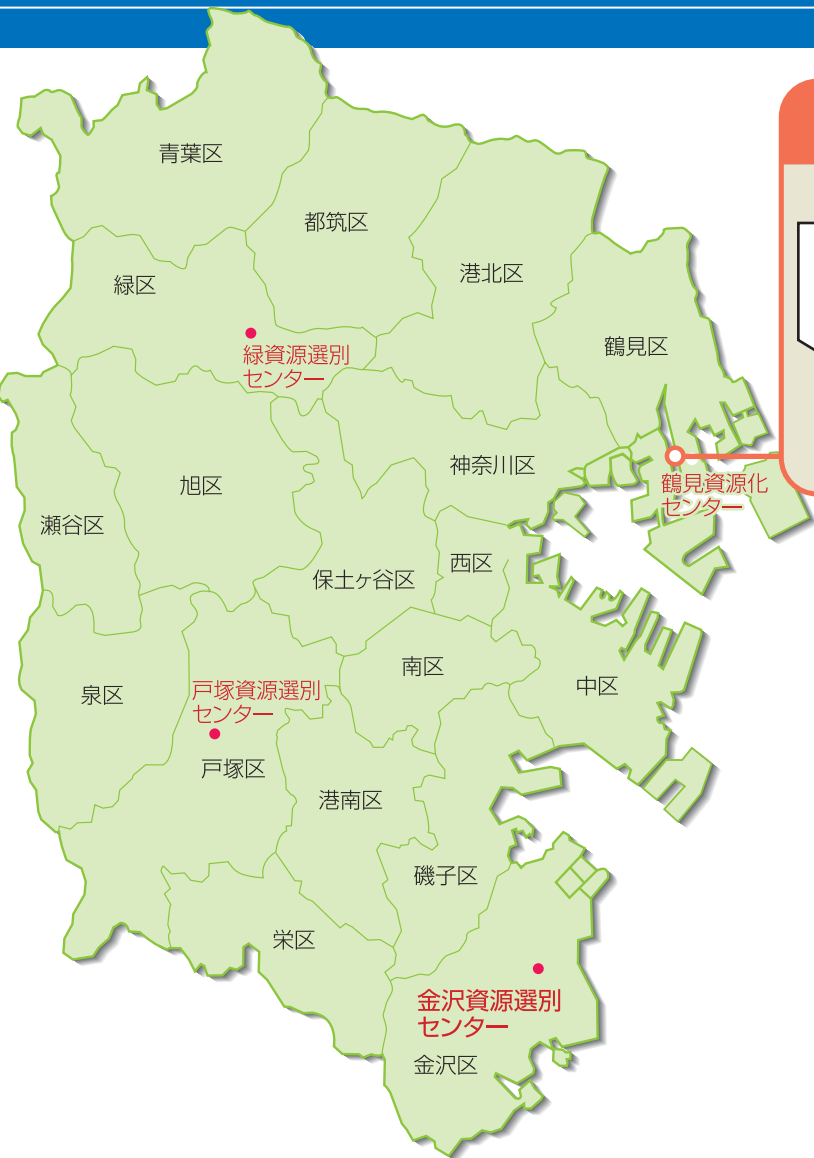 青葉区
都筑区
港北区
緑区
鶴見区
緑資源選別
センター
神奈川区
旭区
鶴見資源化
センター
瀬谷区
西区
保土ヶ谷区
南区
中区
泉区
戸塚資源選別
センター
戸塚区
港南区
磯子区
栄区
金沢資源選別
センター
金沢区